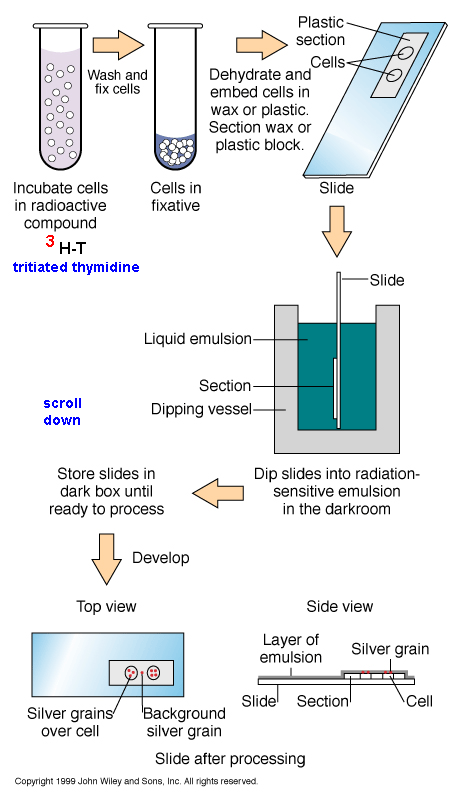 Wash and
fix cells
Dehydrate and
embed cells in
wax or plastic.
Section wax or
plastic block.
Plastic
section
Cells
Incubate cells
in radioactive
compound
3 H-T
tritiated thymidine
Cells in
fixative
Slide
Slide
Liquid emulsion
Section
Dipping vessel
scroll
down
Dip slides into radiation-
sensitive emulsion
in the darkroom
Store slides in
dark box until
ready to process
Develop
Top view
Side view
Layer of
emulsion
Silver grain
Silver grains
over cell
Background
silver grain
Slide
Section
Cell
Slide after processing
Copyright 1999 John Wiley and Sons, Inc. All rights reserved.